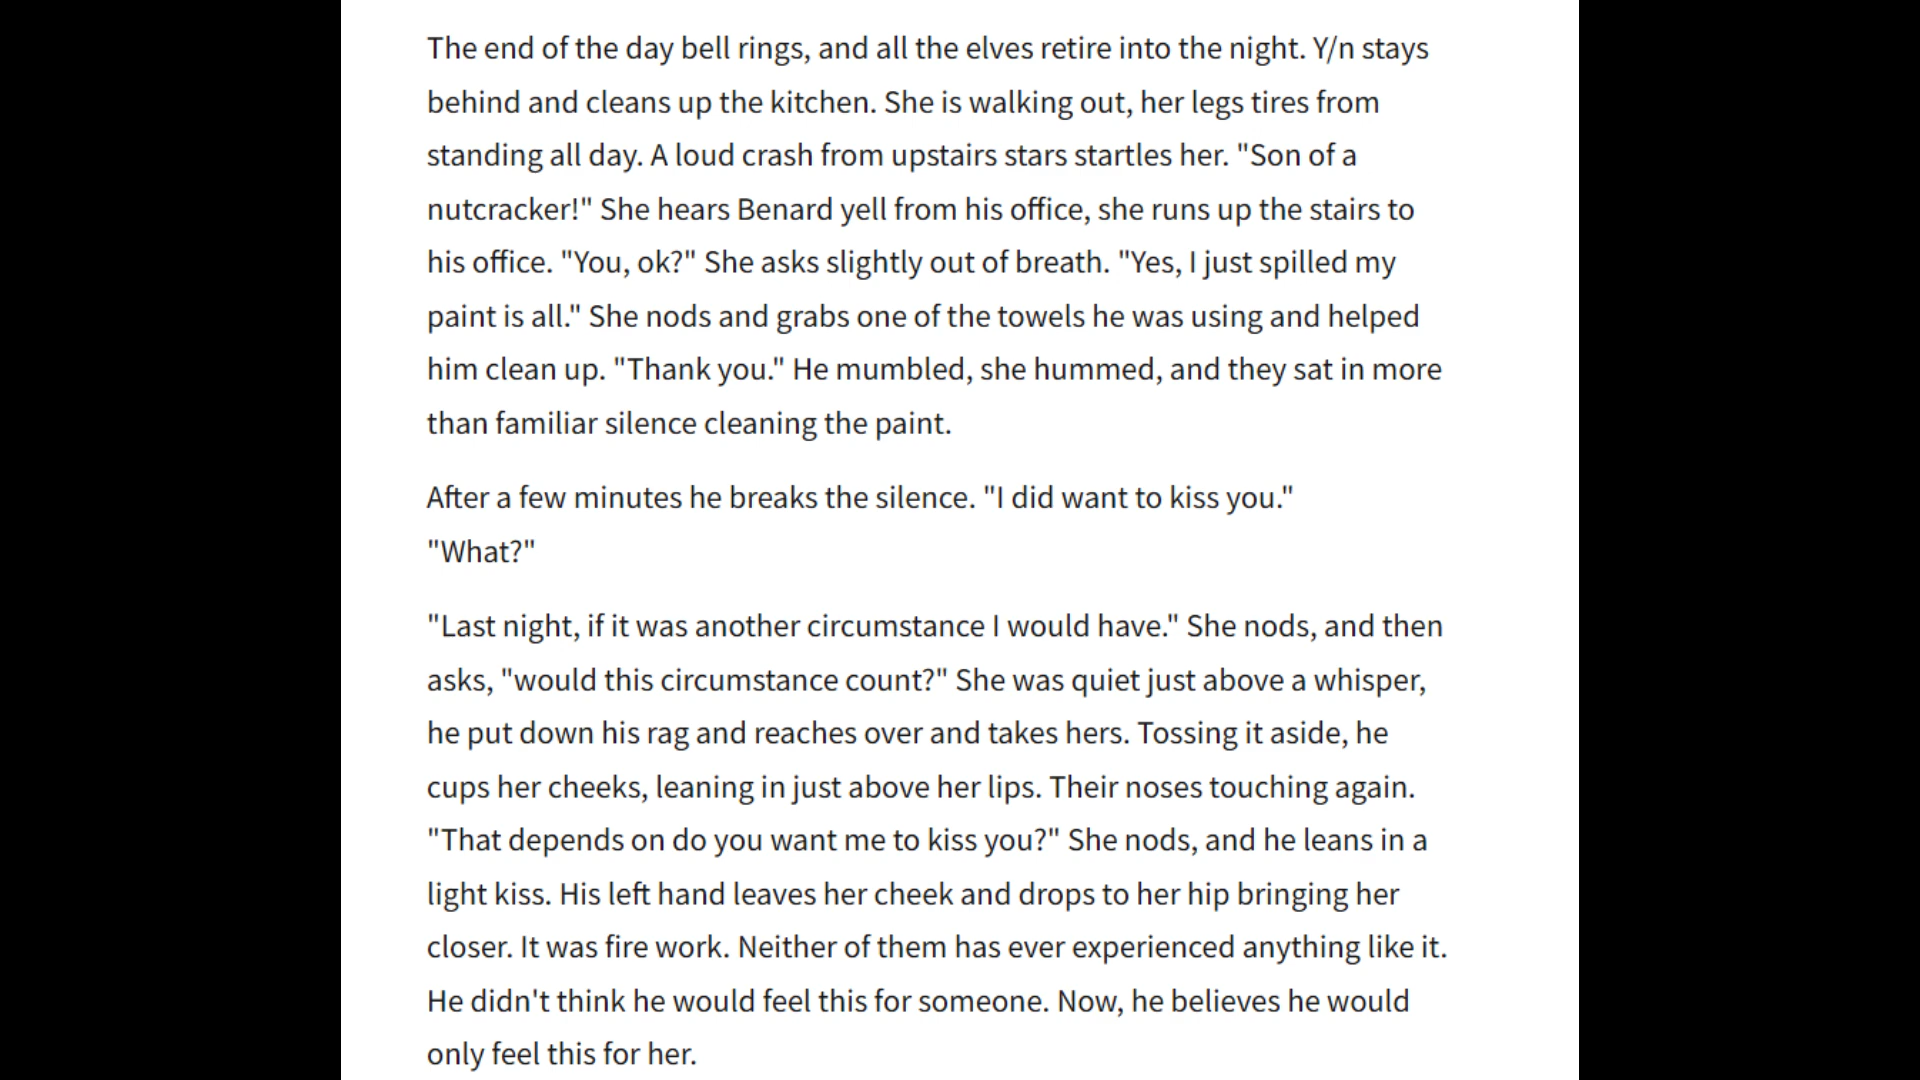 The end of the day bell rings, and all the elves retire into the night. Y/n stays
behind and cleans up the kitchen. She is walking out, her legs tires from
standing all day. A loud crash from upstairs stars startles her. "Son of a
nutcracker!" She hears Benard yell from his office, she runs up the stairs to
his office. "You, ok?" She asks slightly out of breath. "Yes, I just spilled my
paint is all." She nods and grabs one of the towels he was using and helped
him clean up. "Thank you." He mumbled, she hummed, and they sat in more
than familiar silence cleaning the paint.
After a few minutes he breaks the silence. "I did want to kiss you."
"What?"
"Last night, if it was another circumstance I would have." She nods, and then
asks, "would this circumstance count?" She was quiet just above a whisper,
he put down his rag and reaches over and takes hers. Tossing it aside, he
cups her cheeks, leaning in just above her lips. Their noses touching again.
"That depends on do you want me to kiss you?" She nods, and he leans in a
light kiss. His left hand leaves her cheek and drops to her hip bringing her
closer. It was fire work. Neither of them has ever experienced anything like it.
He didn't think he would feel this for someone. Now, he believes he would
only feel this for her.